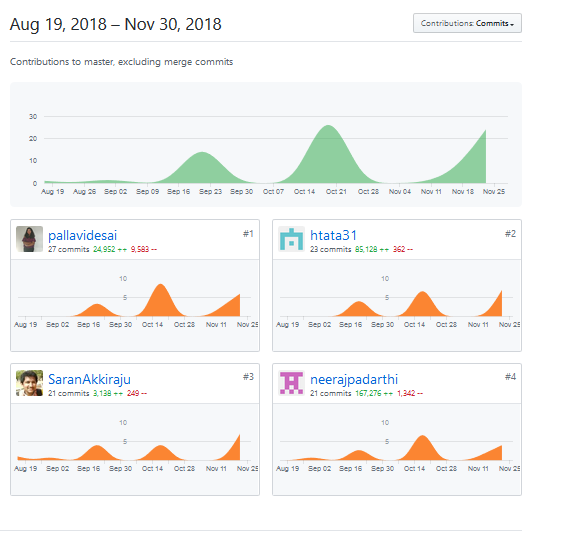 Aug 19, 2018 – Nov 30, 2018
Contributions: Commits
Contributions to master, excluding merge commits
30
20
10
0
Aug 19 Aug 26 Sep 02 Sep 09 Sep 16 Sep 23 Sep 30 Oct 07 Oct 14 Oct 21 Oct 28 Nov 04 Nov 11 Nov 18 Nov 25
pallavidesai #1
27 commits 24,952 ++ 9,583 --
10
5
Aug 19 Sep 02 Sep 16 Sep 30 Oct 14 Oct 28 Nov 11 Nov 25
htata31 #2
23 commits 85,128 ++ 362 --
10
5
Aug 19 Sep 02 Sep 16 Sep 30 Oct 14 Oct 28 Nov 11 Nov 25
SaranAkkiraju #3
21 commits 3,138 ++ 249 --
10
5
Aug 19 Sep 02 Sep 16 Sep 30 Oct 14 Oct 28 Nov 11 Nov 25
neerajpadarthi #4
21 commits 167,276 ++ 1,342 --
10
5
Aug 19 Sep 02 Sep 16 Sep 30 Oct 14 Oct 28 Nov 11 Nov 25